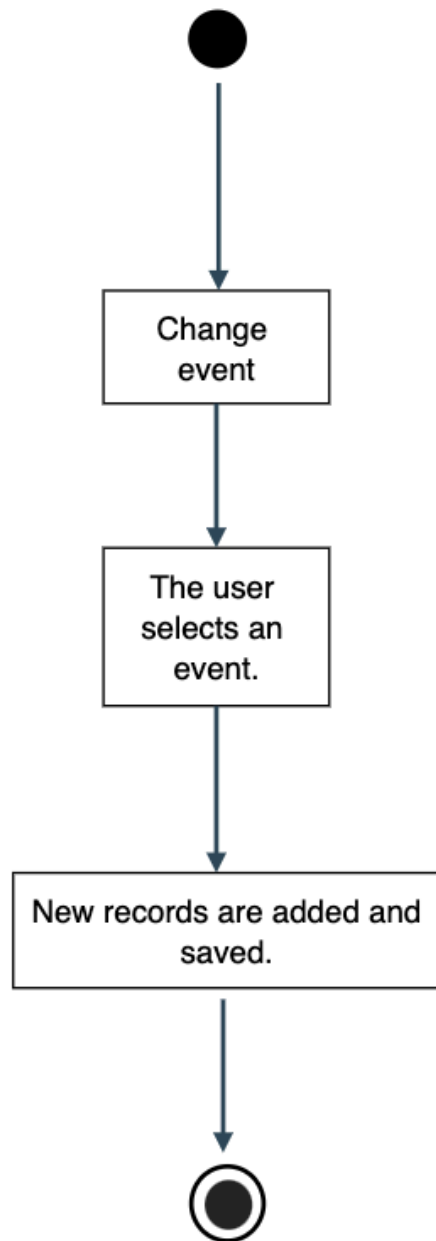 Change
event
The user
selects an
event.
New records are added and
saved.